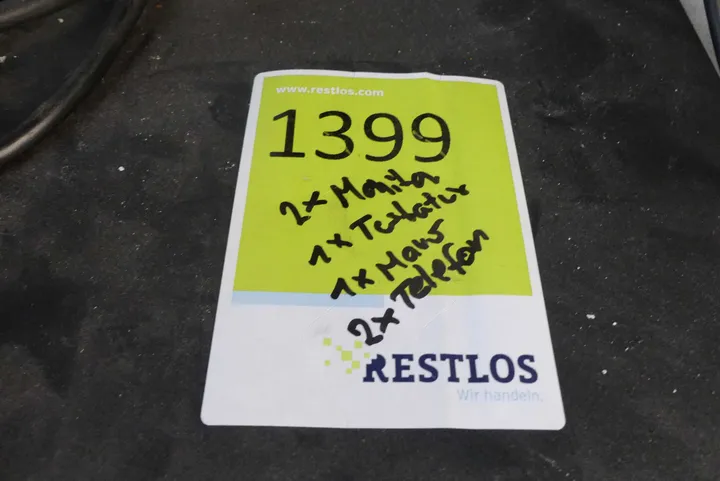 www.restlos.com
1399
2x Monitor
1x Tastatur
1x Maus
2x Telefon
RESTLOS
Wir handeln.